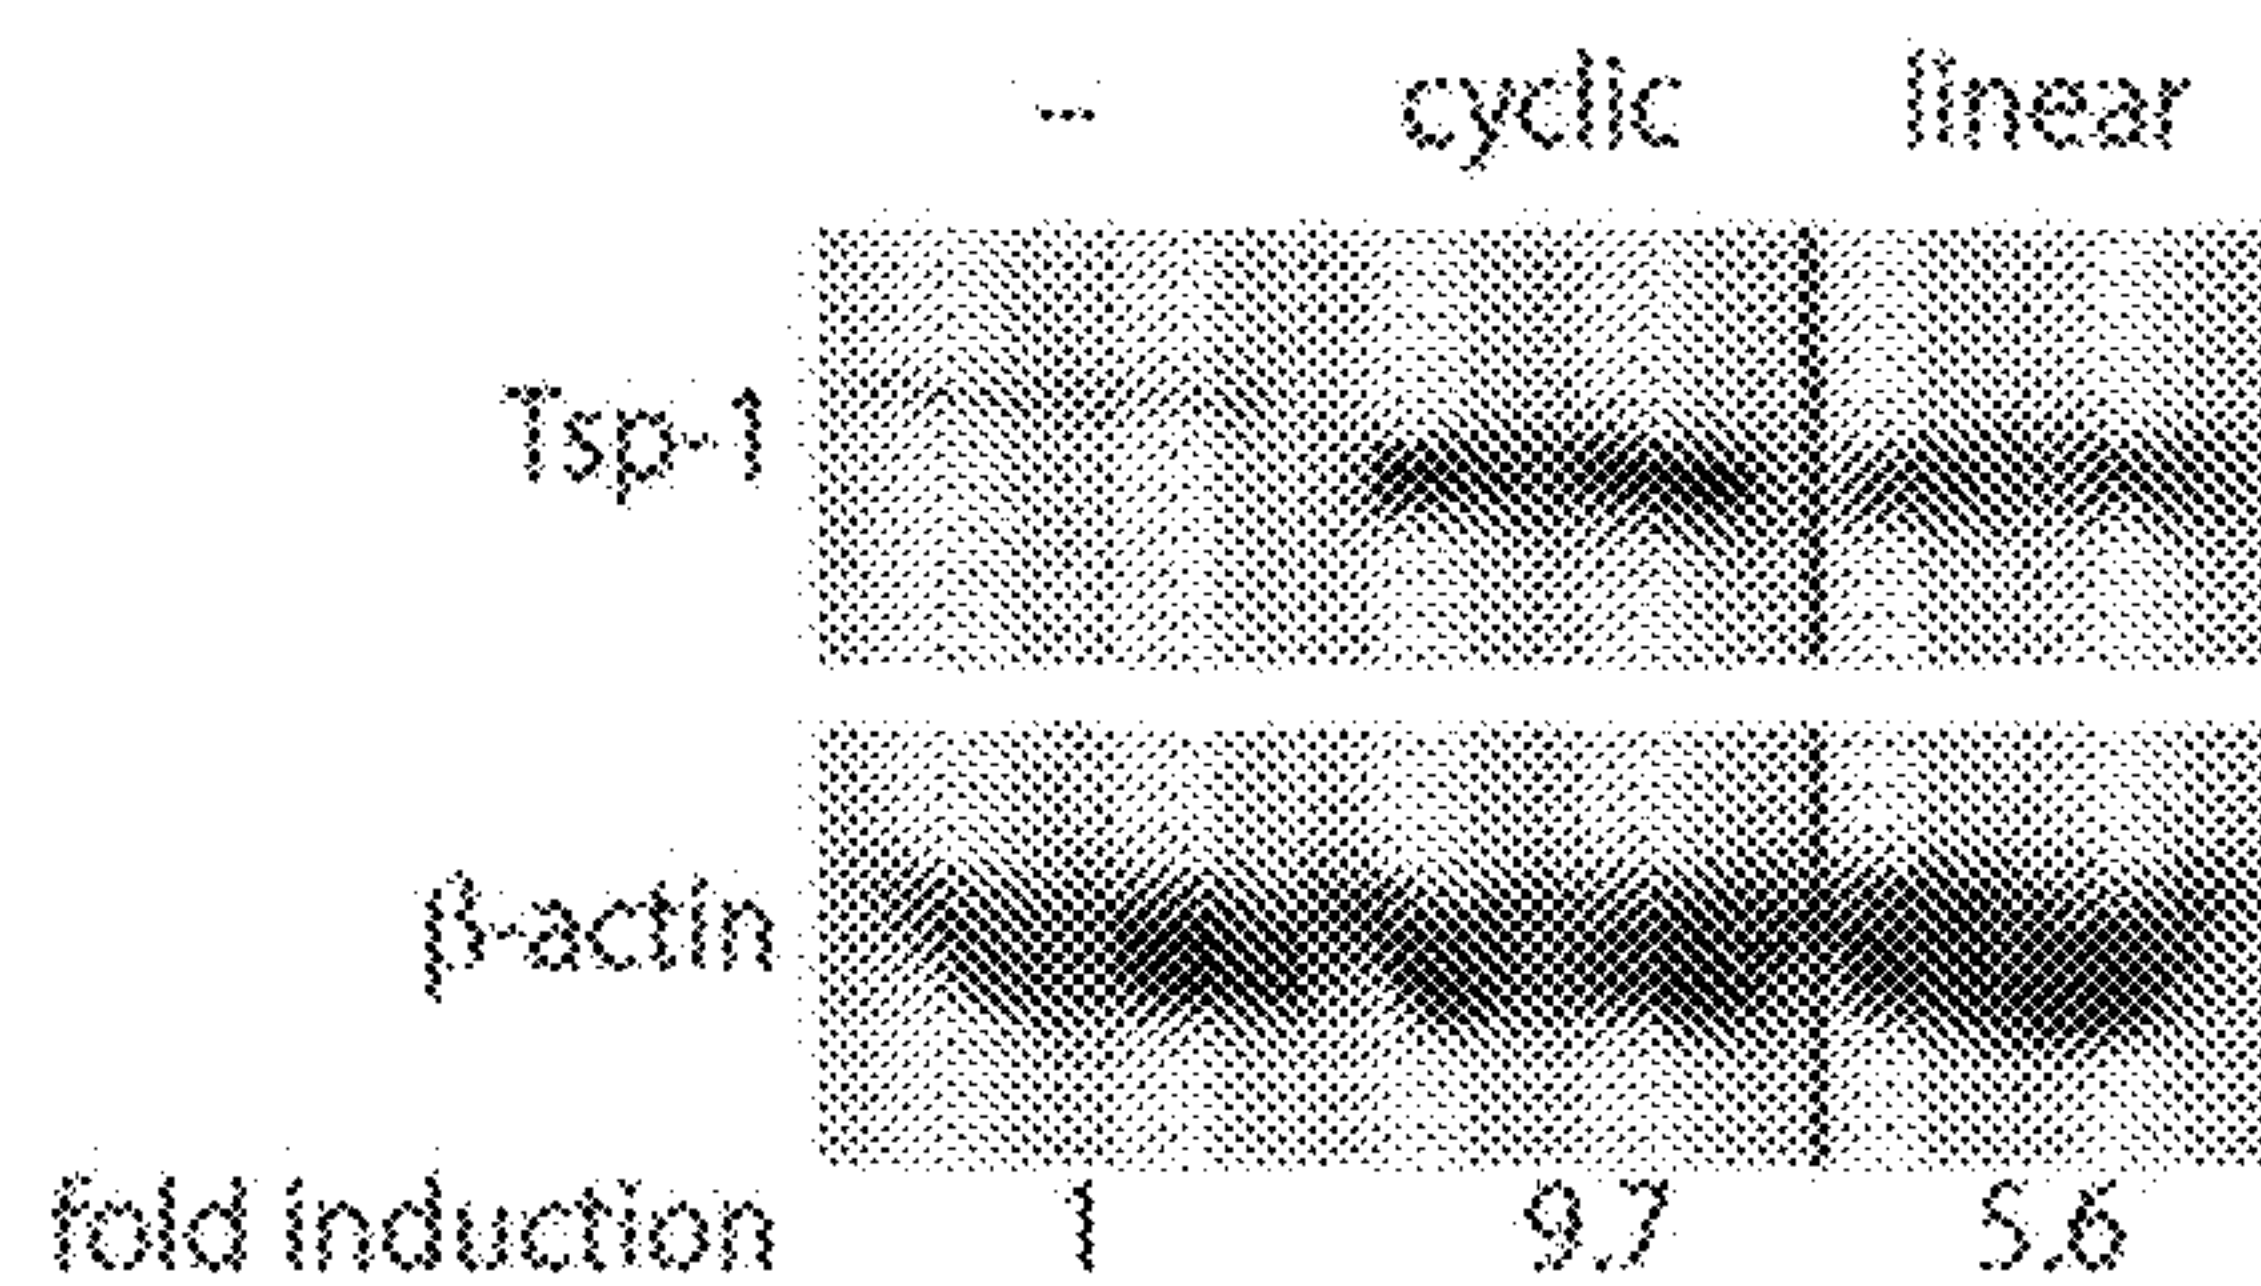 - cyclic linear
Tsp-1
β-actin
fold induction 1 9.7 5.6